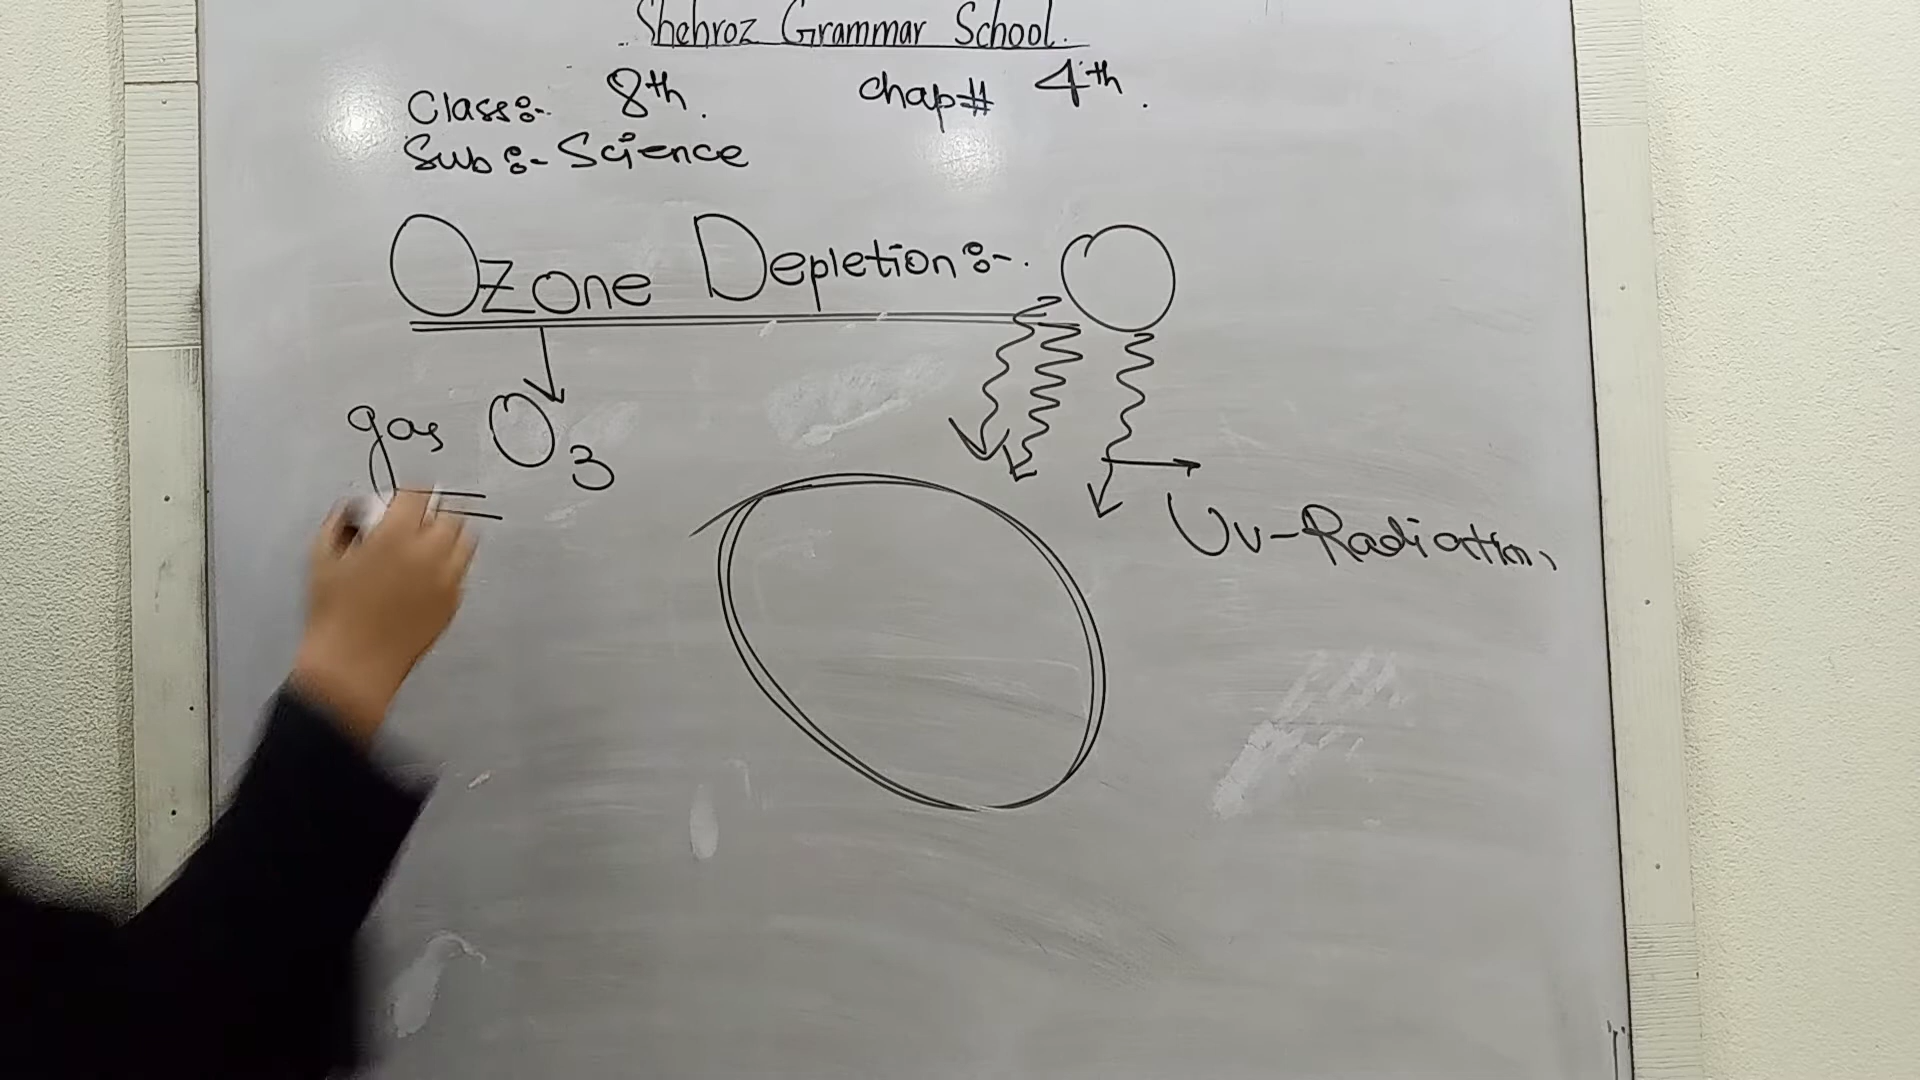 Shehroz Grammar School.
Class:- 8th. Chap# 4th.
Sub:- Science
Ozone Depletion:-.
gas O3
Uv-Radiation,